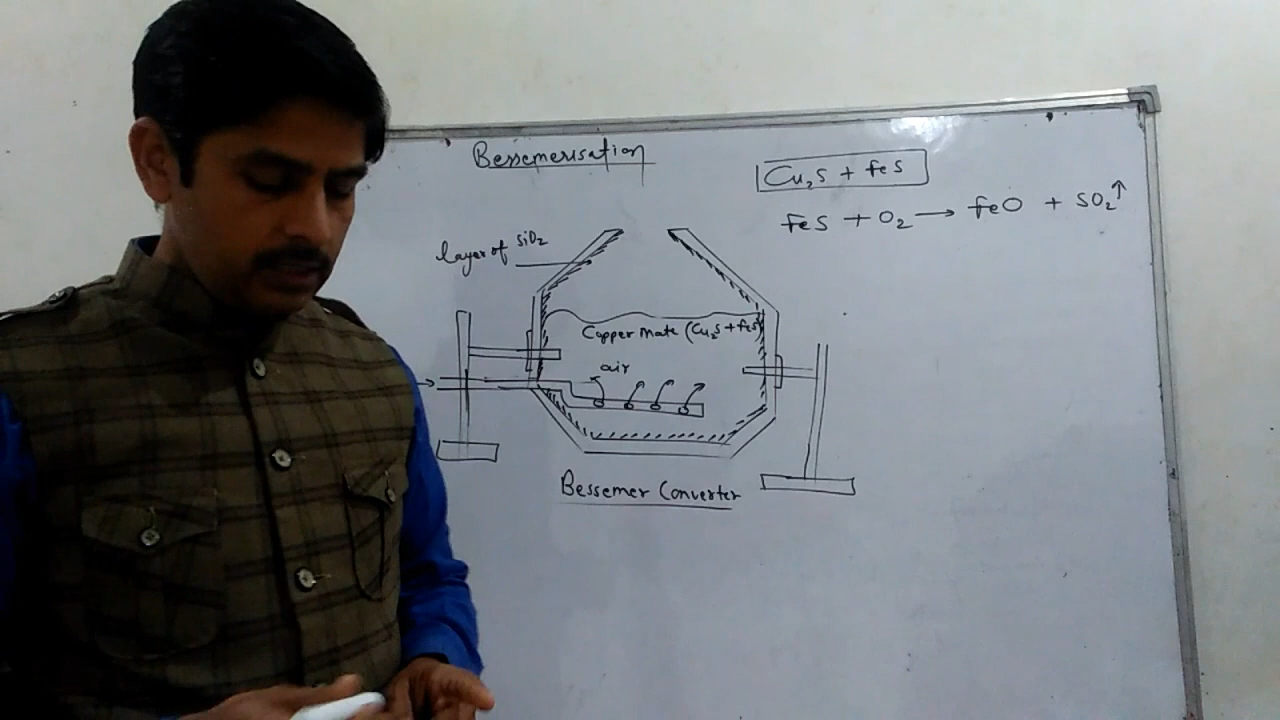 Bessemerisation
Cu₂S + FeS
FeS + O₂ → FeO + SO₂↑
layer of SiO₂
Copper mate (Cu₂S + FeS)
air
Bessemer Converter